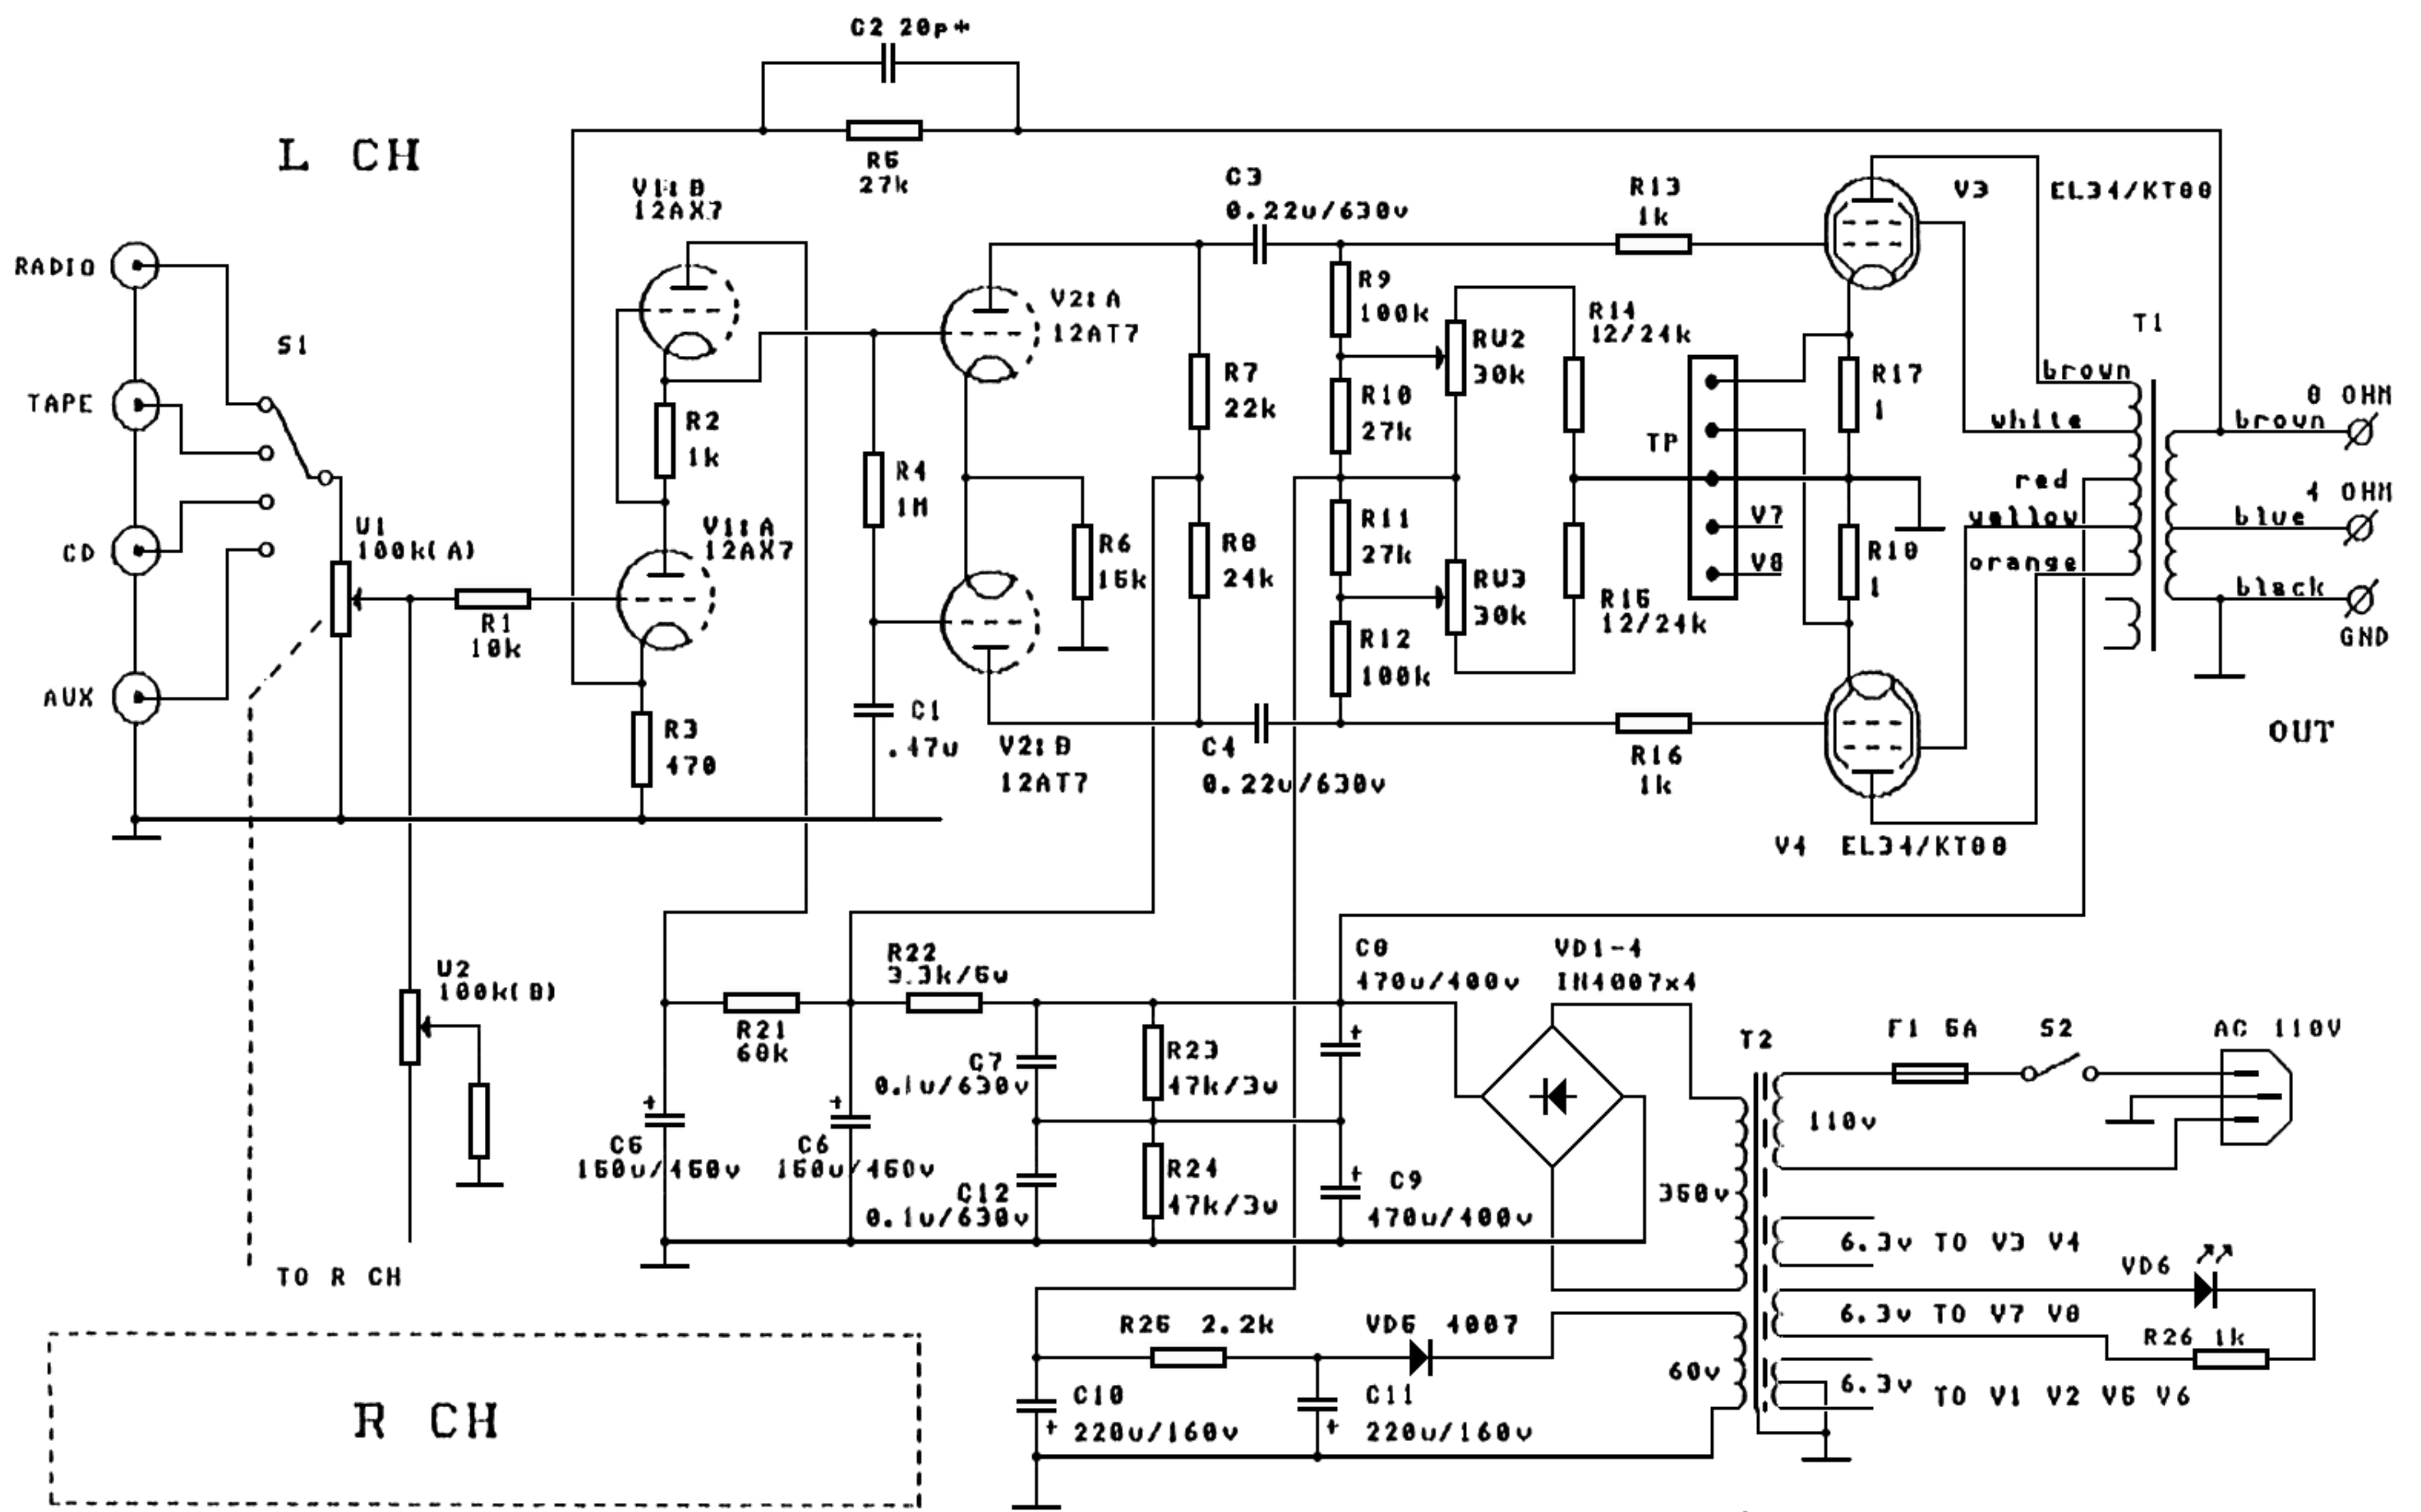 C2 20p*
L CH
R5
27k
V1:B
12AX7
C3
0.22u/630v
R13
1k
V3
EL34/KT88
RADIO
TAPE
CD
AUX
S1
W1
100k(A)
R1
10k
R2
1k
V1:A
12AX7
R3
470
R4
1M
C1
.47u
V2:A
12AT7
V2:B
12AT7
R6
15k
R7
22k
R8
24k
C4
0.22u/630v
R9
100k
R10
27k
R11
27k
R12
100k
RW2
30k
RW3
30k
R14
12/24k
R15
12/24k
TP
V7
V8
R16
1k
R17
1
R18
1
V4 EL34/KT88
T1
brown
white
red
yellow
orange
8 OHM
brown
4 OHM
blue
black
GND
OUT
W2
100k(B)
TO R CH
R CH
R22
3.3k/5w
R21
60k
C5
150u/450v
C6
150u/450v
C7
0.1u/630v
C12
0.1u/630v
R23
47k/3w
R24
47k/3w
C8
470u/400v
C9
470u/400v
VD1-4
IN4007x4
T2
F1 5A
S2
AC 110V
110v
350v
6.3v TO V3 V4
VD6
6.3v TO V7 V8
R26 1k
6.3v TO V1 V2 V5 V6
60v
R25 2.2k
VD5 4007
C10
220u/160v
C11
220u/160v